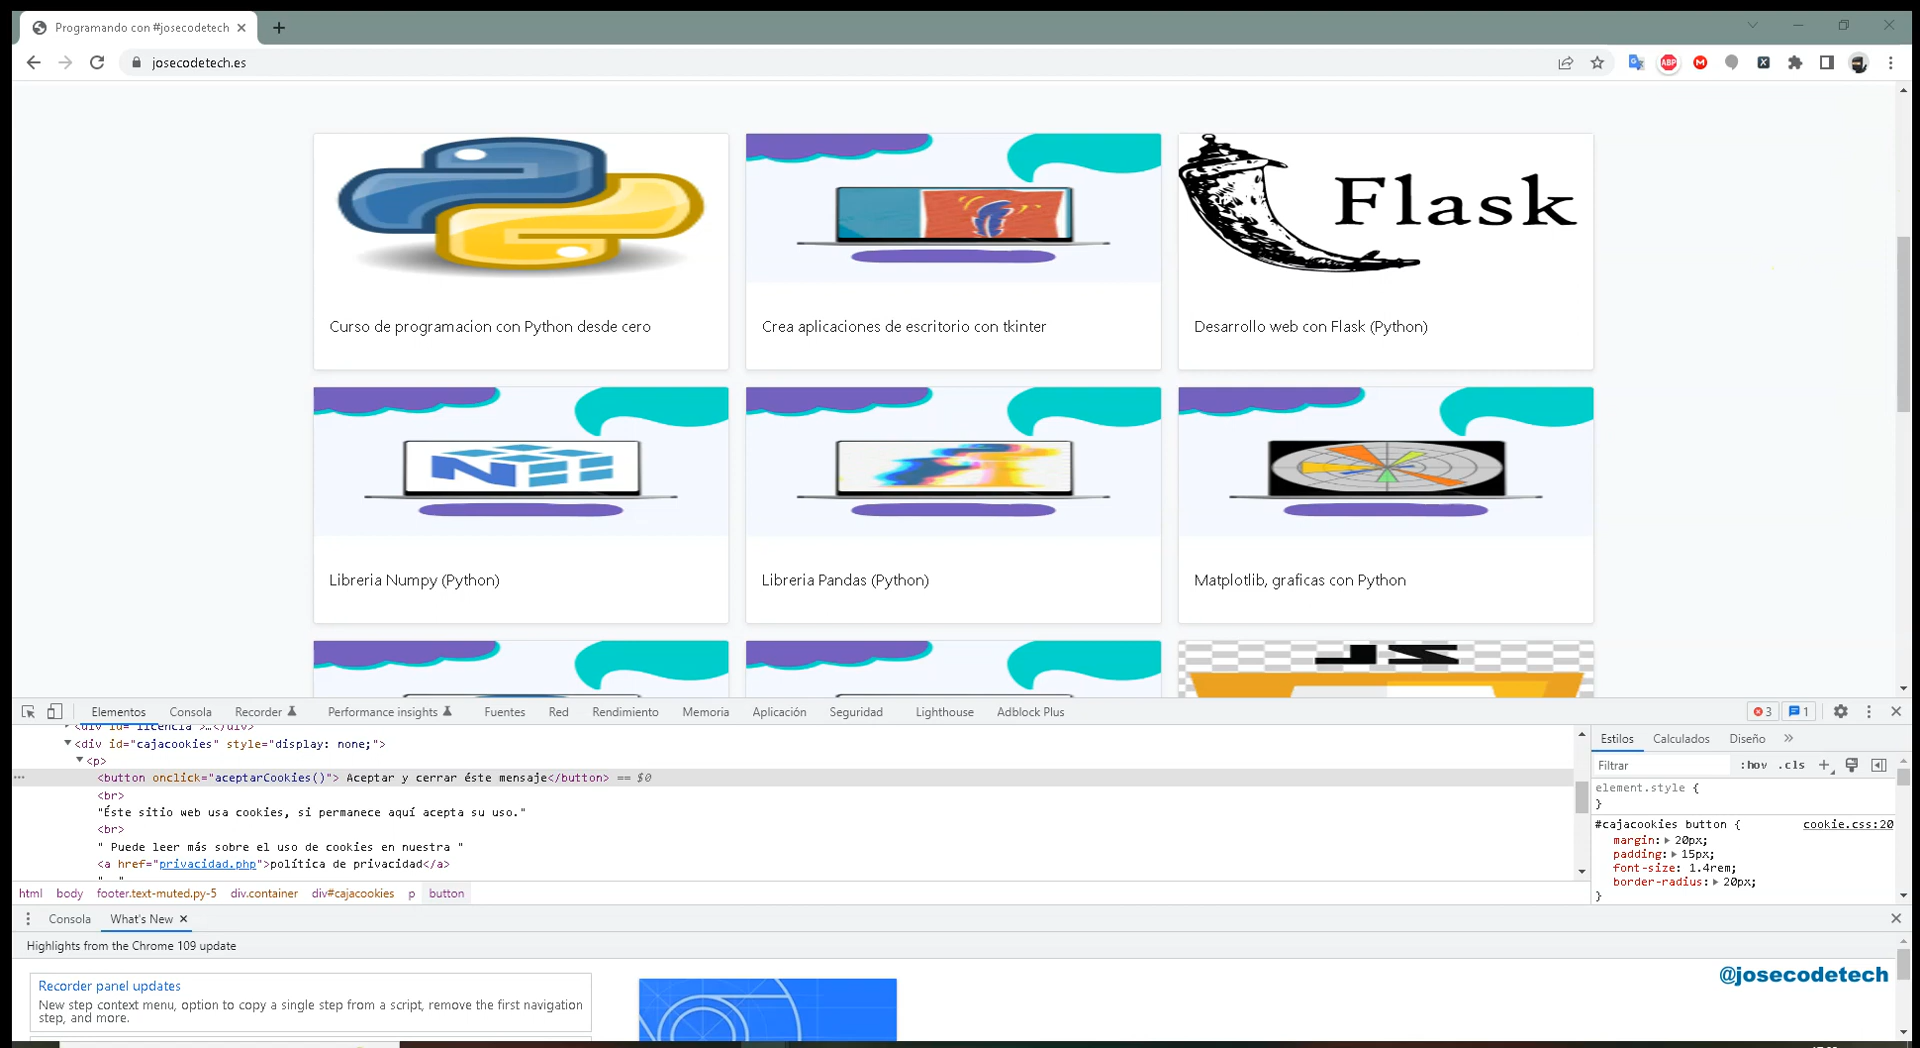 Programando con #josecodetech
josecodetech.es
ABP
Flask
Curso de programacion con Python desde cero
Crea aplicaciones de escritorio con tkinter
Desarrollo web con Flask (Python)
Libreria Numpy (Python)
Libreria Pandas (Python)
Matplotlib, graficas con Python
Elementos
Consola
Recorder
Performance insights
Fuentes
Red
Rendimiento
Memoria
Aplicación
Seguridad
Lighthouse
Adblock Plus
3
1
<div id="licencia">…</div>
<div id="cajacookies" style="display: none;">
<p>
<button onclick="aceptarCookies()"> Aceptar y cerrar éste mensaje</button> == $0
<br>
"Éste sitio web usa cookies, si permanece aquí acepta su uso."
<br>
" Puede leer más sobre el uso de cookies en nuestra "
<a href="privacidad.php">política de privacidad</a>
html body footer.text-muted.py-5 div.container div#cajacookies p button
Estilos
Calculados
Diseño
Filtrar
:hov .cls
element.style {
}
#cajacookies button {
cookie.css:20
margin: 20px;
padding: 15px;
font-size: 1.4rem;
border-radius: 20px;
}
Consola
What's New
Highlights from the Chrome 109 update
Recorder panel updates
New step context menu, option to copy a single step from a script, remove the first navigation
step, and more.
@josecodetech